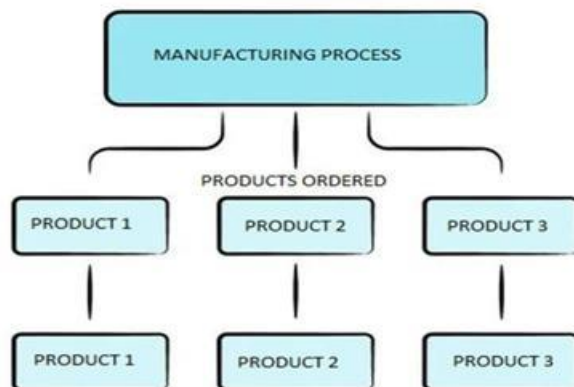 MANUFACTURING PROCESS
PRODUCTS ORDERED
PRODUCT 1
PRODUCT 2
PRODUCT 3
PRODUCT 1
PRODUCT 2
PRODUCT 3